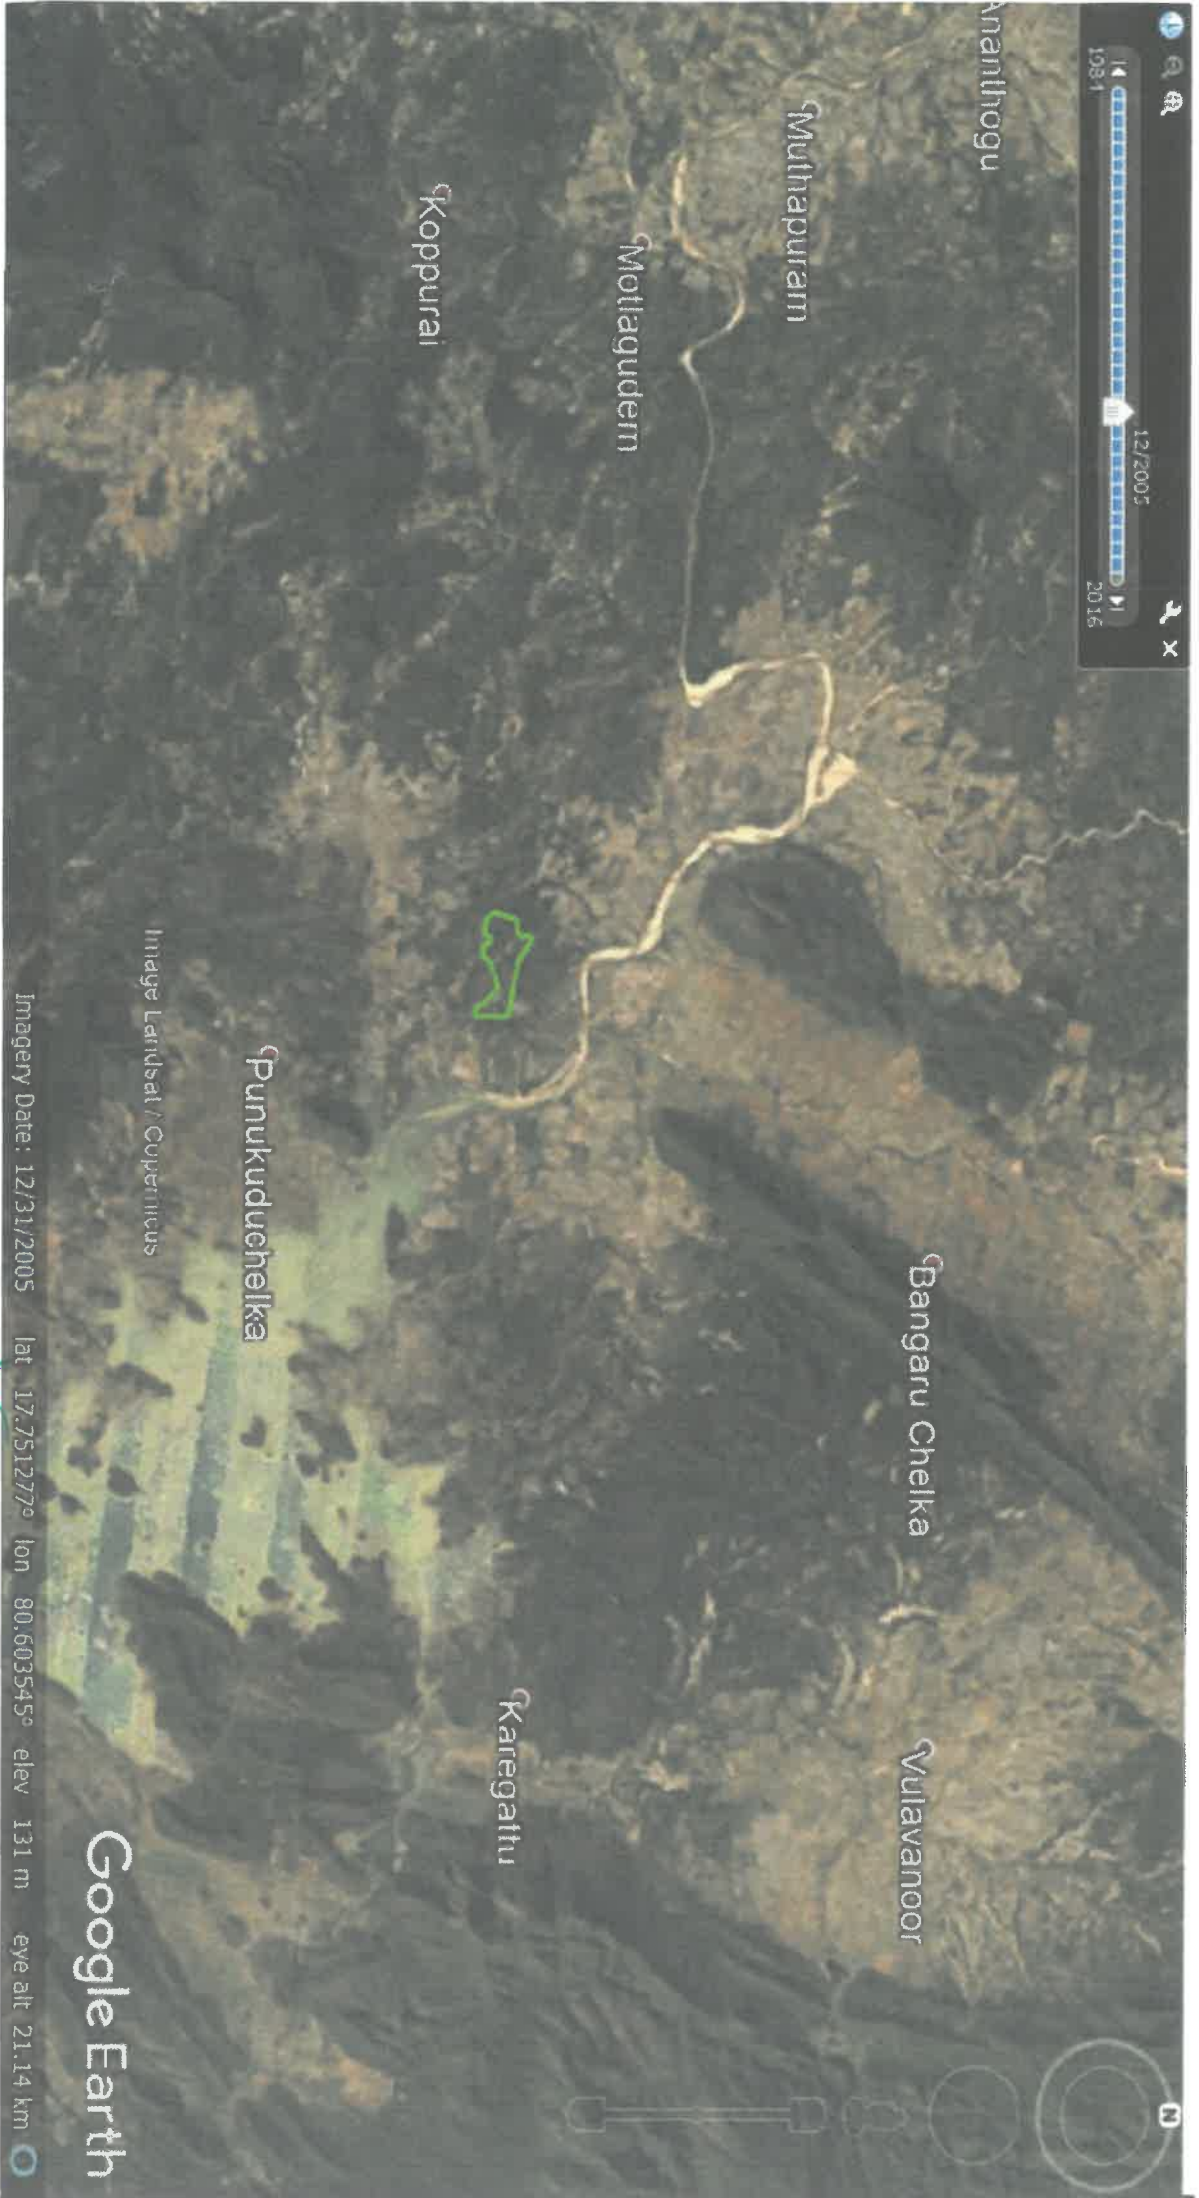 12/2005
1984
2016
Ananthogu
Muthapuram
Bangaru Chelka
Vulavanoor
Motlagudem
Koppurai
Karegattu
Punukuduchelka
Image Landsat / Copernicus
Google Earth
Imagery Date: 12/31/2005 lat 17.751277° lon 80.603545° elev 131 m eye alt 21.14 km
N